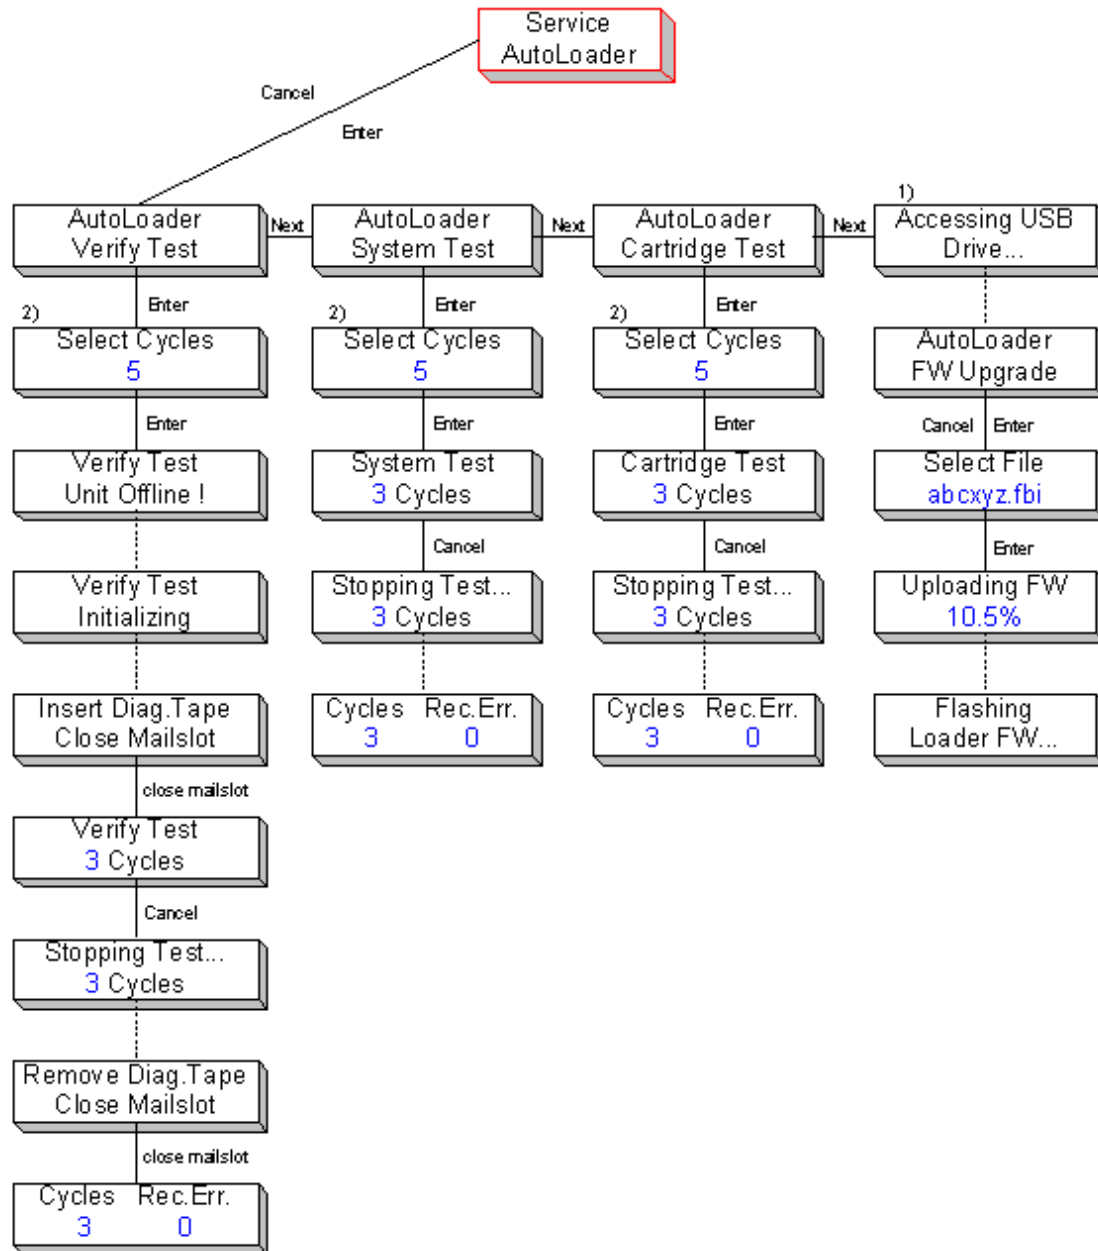 Service
AutoLoader
Cancel
Enter
1)
AutoLoader
Verify Test
Next
AutoLoader
System Test
Next
AutoLoader
Cartridge Test
Next
Accessing USB
Drive...
Enter
Enter
Enter
2)
Select Cycles
5
2)
Select Cycles
5
2)
Select Cycles
5
AutoLoader
FW Upgrade
Enter
Enter
Enter
Cancel Enter
Verify Test
Unit Offline !
System Test
3 Cycles
Cartridge Test
3 Cycles
Select File
abcxyz.fbi
Cancel
Cancel
Enter
Verify Test
Initializing
Stopping Test...
3 Cycles
Stopping Test...
3 Cycles
Uploading FW
10.5%
Insert Diag.Tape
Close Mailslot
Cycles Rec.Err.
3 0
Cycles Rec.Err.
3 0
Flashing
Loader FW...
close mailslot
Verify Test
3 Cycles
Cancel
Stopping Test...
3 Cycles
Remove Diag.Tape
Close Mailslot
close mailslot
Cycles Rec.Err.
3 0